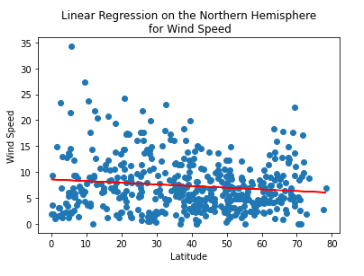 Linear Regression on the Northern Hemisphere
for Wind Speed
35
30
25
20
15
10
5
0
Wind Speed
0 10 20 30 40 50 60 70 80
Latitude